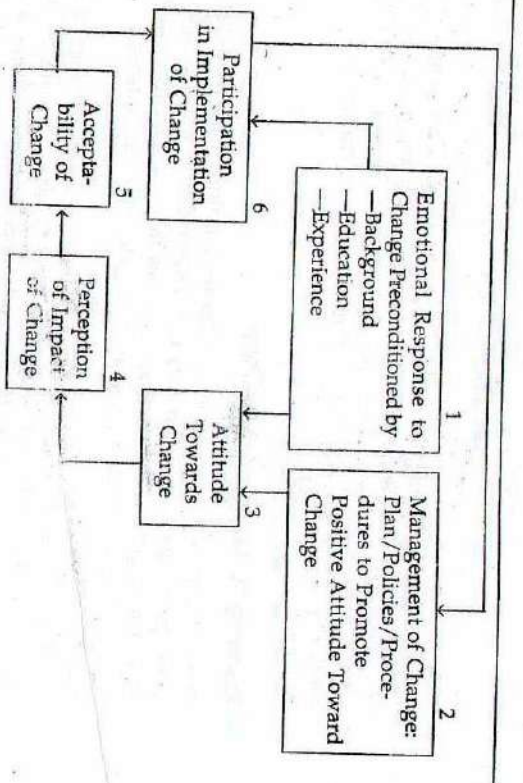 1
Emotional Response to
Change Preconditioned by
—Background
—Education
—Experience
2
Management of Change:
Plan/Policies/Proce-
dures to Promote
Positive Attitude Toward
Change
3
Attitude
Towards
Change
4
Perception
of Impact
of Change
5
Accepta-
bility of
Change
6
Participation
in Implementation
of Change